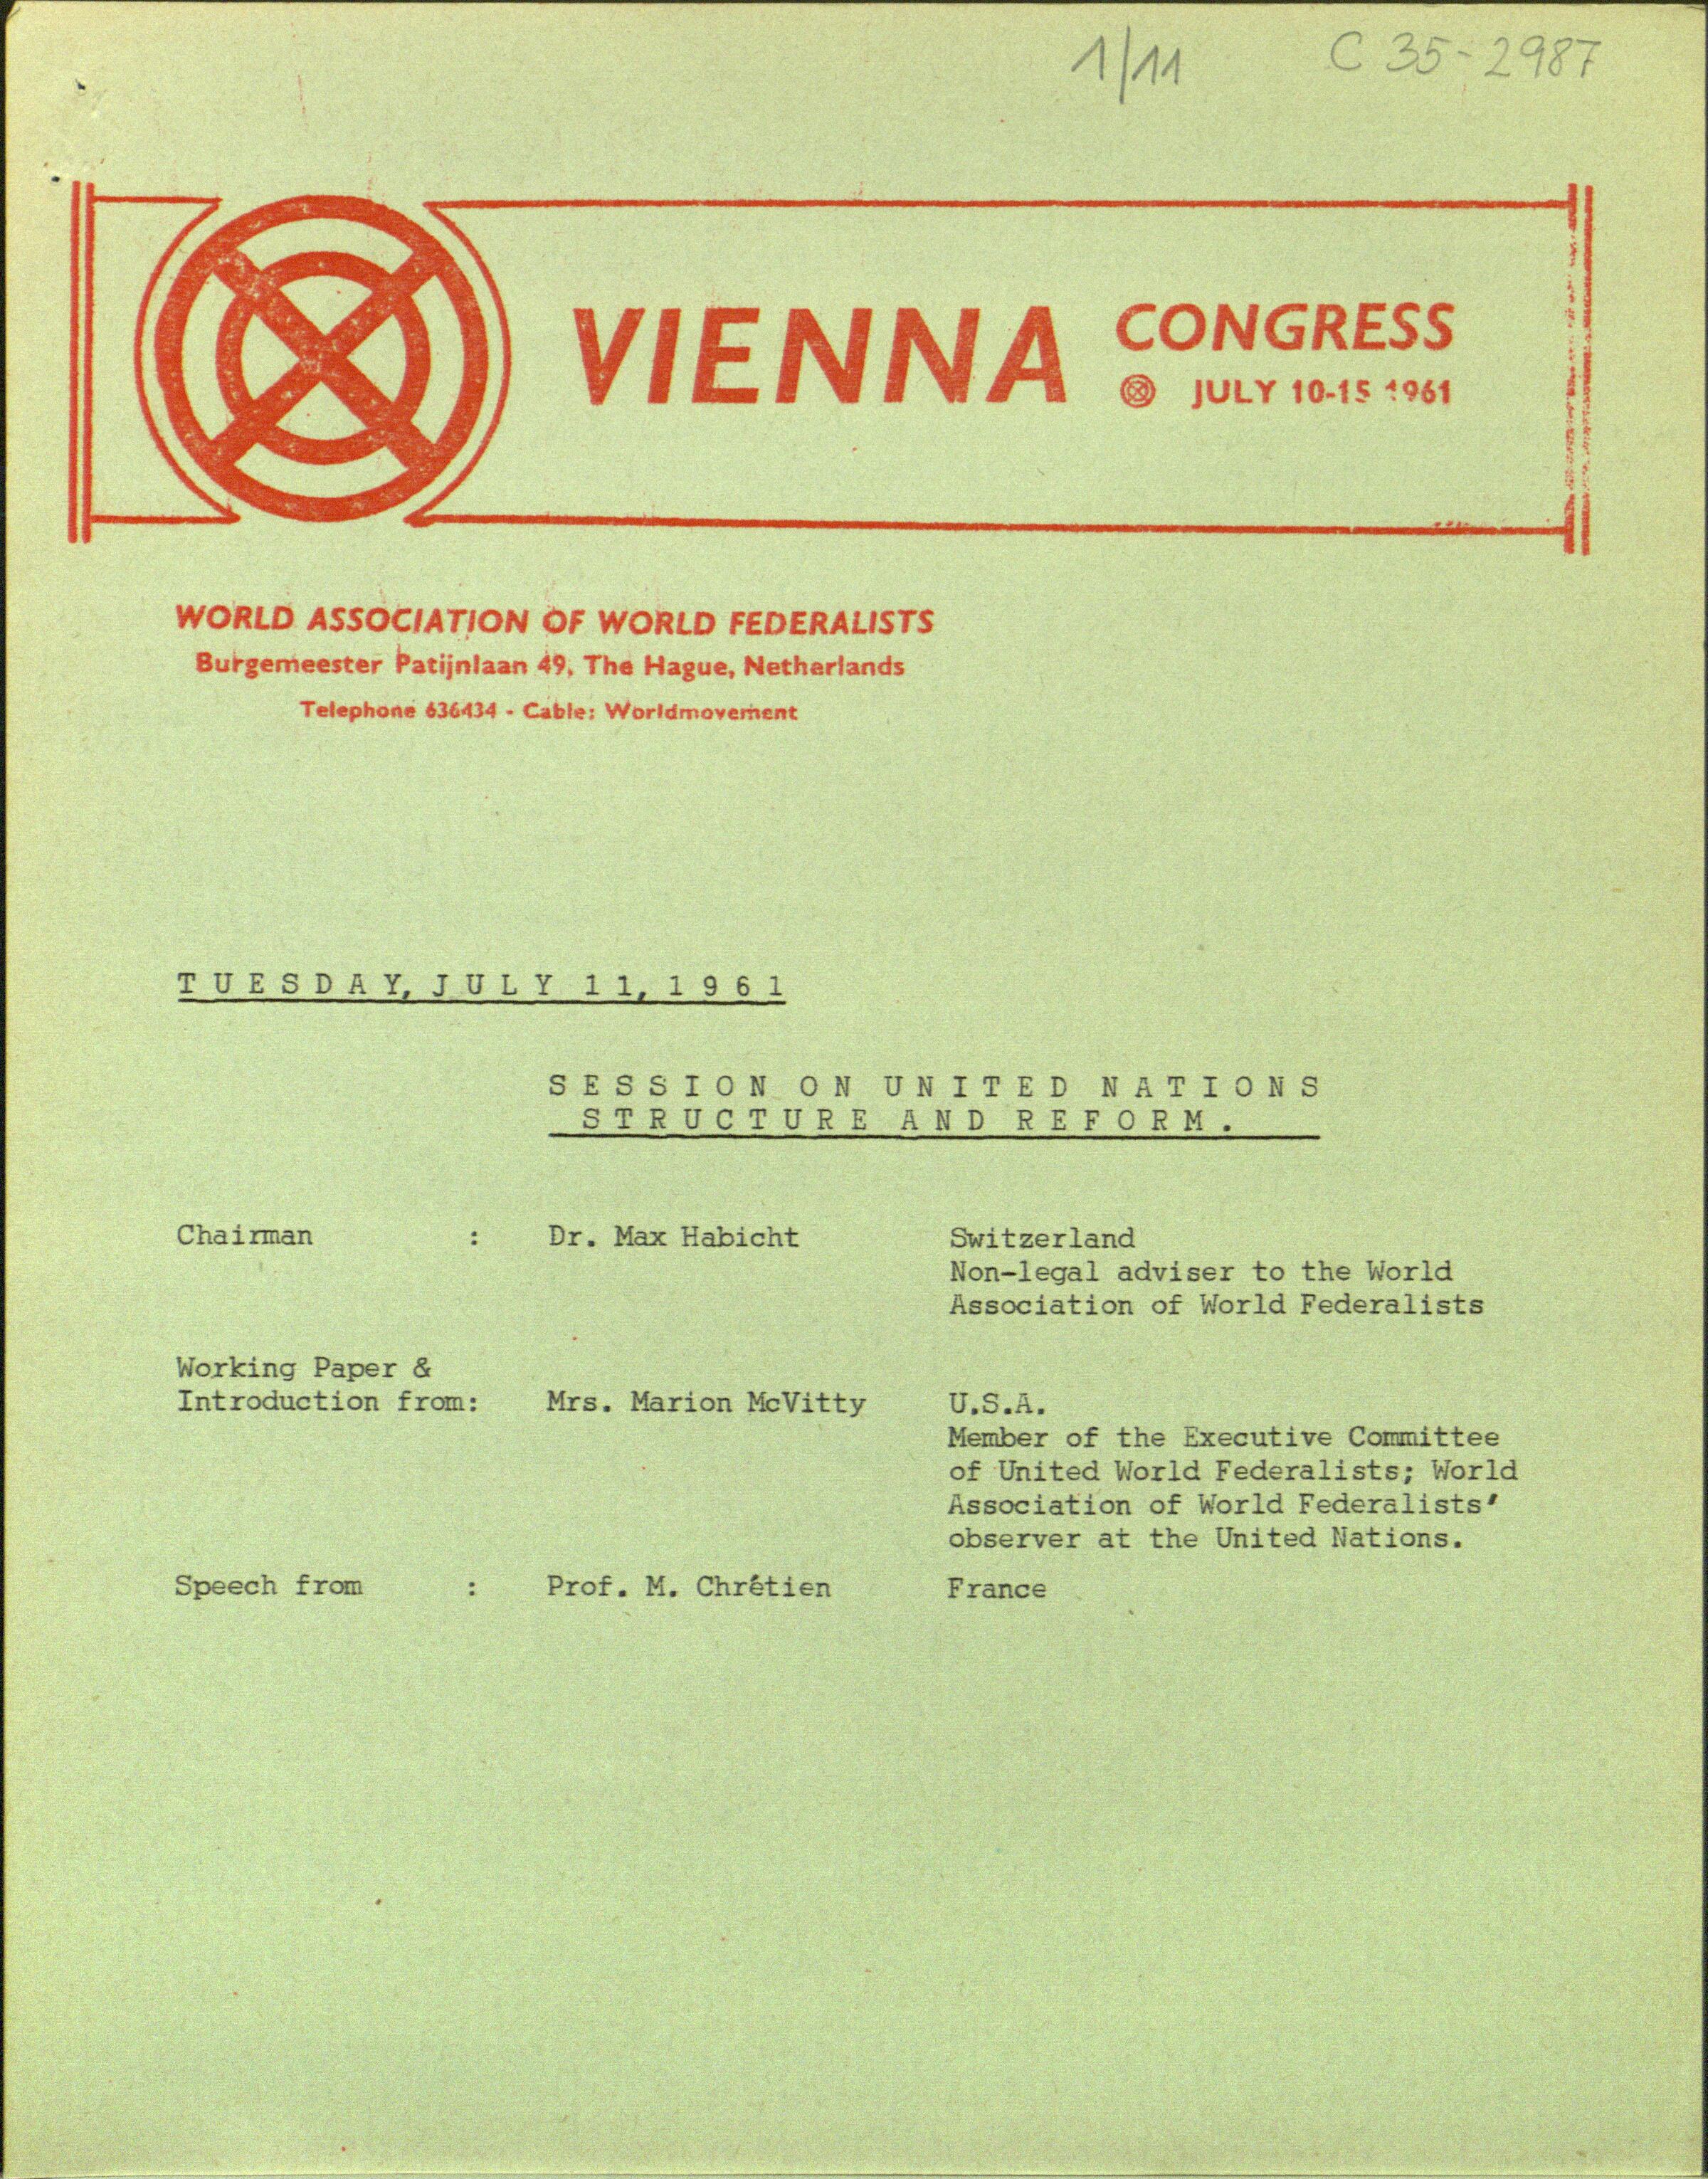 1/11 C 35-2987
VIENNA CONGRESS
JULY 10-15 1961
WORLD ASSOCIATION OF WORLD FEDERALISTS
Burgemeester Patijnlaan 49, The Hague, Netherlands
Telephone 636434 - Cable: Worldmovement
TUESDAY, JULY 11, 1961
SESSION ON UNITED NATIONS
STRUCTURE AND REFORM.
Chairman : Dr. Max Habicht Switzerland
Non-legal adviser to the World
Association of World Federalists
Working Paper &
Introduction from: Mrs. Marion McVitty U.S.A.
Member of the Executive Committee
of United World Federalists; World
Association of World Federalists'
observer at the United Nations.
Speech from : Prof. M. Chrétien France